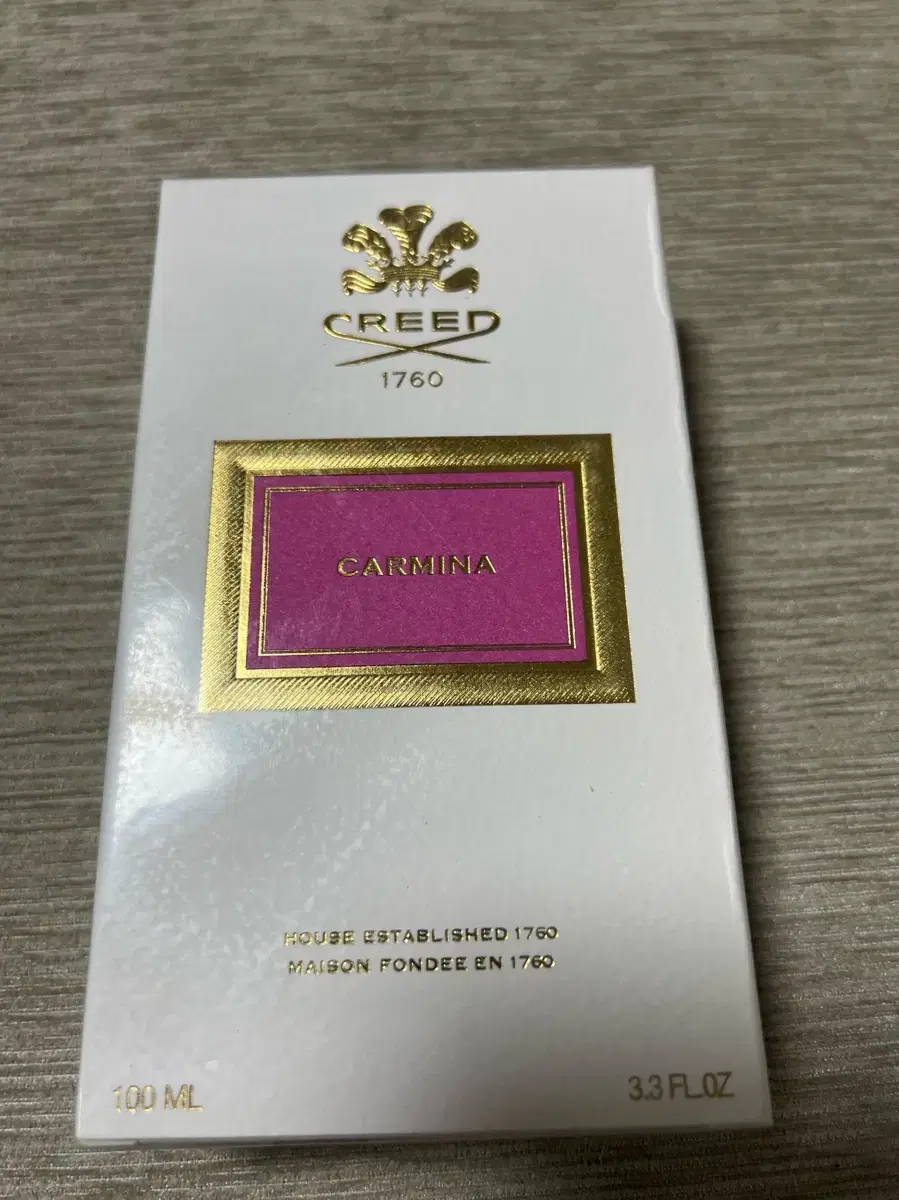 CREED
1760
CARMINA
HOUSE ESTABLISHED 1760
MAISON FONDEE EN 1760
100 ML
3.3 FL.OZ